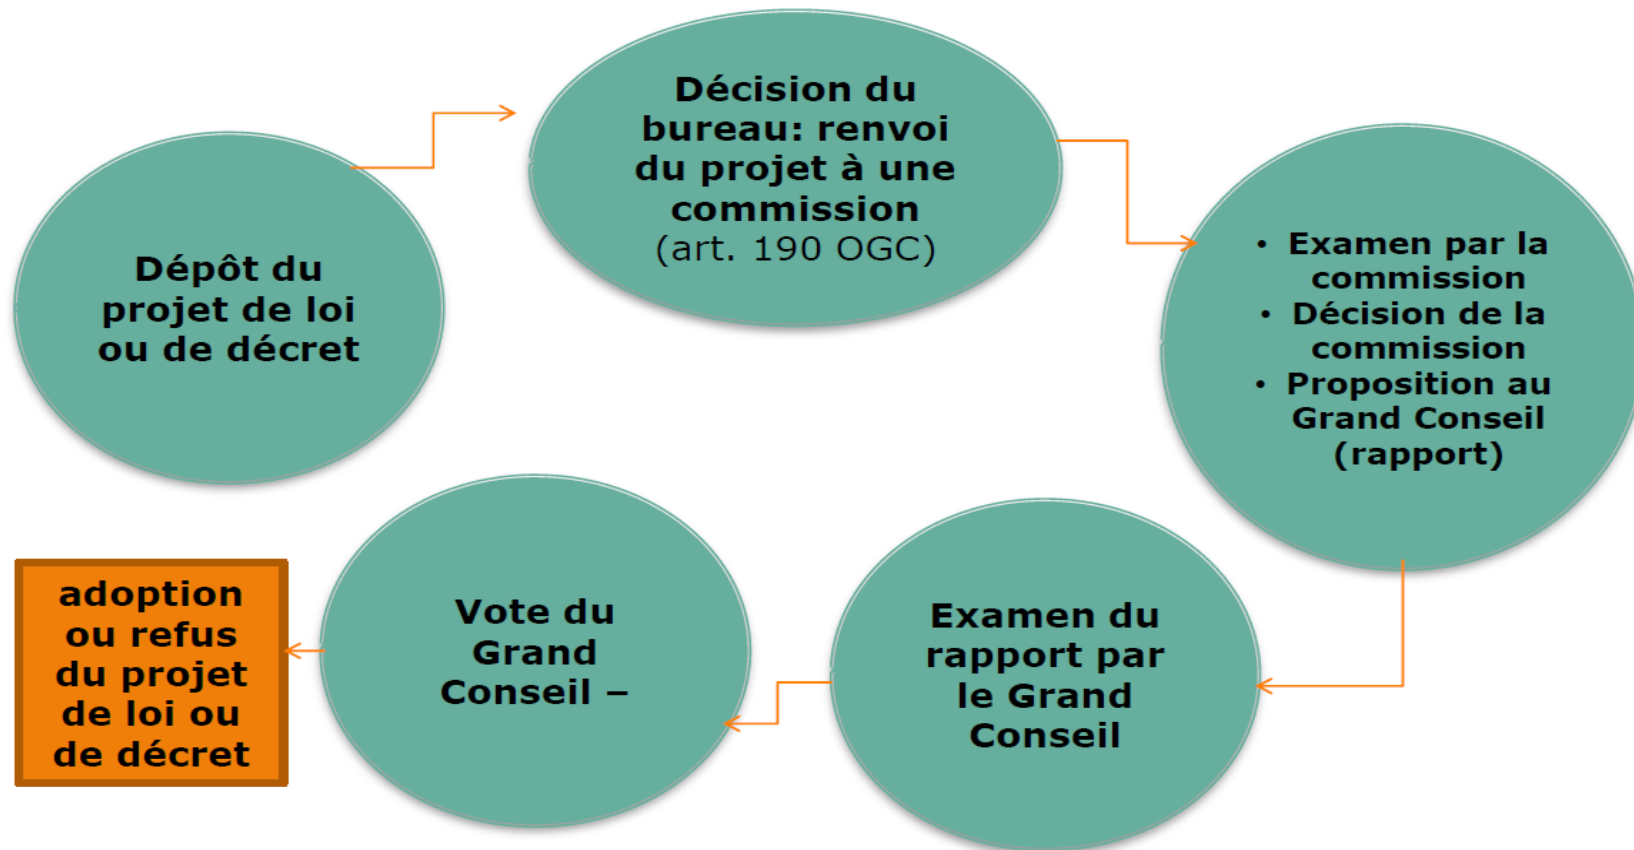 Dépôt du
projet de loi
ou de décret
Décision du
bureau: renvoi
du projet à une
commission
(art. 190 OGC)
• Examen par la
commission
• Décision de la
commission
• Proposition au
Grand Conseil
(rapport)
Examen du
rapport par
le Grand
Conseil
Vote du
Grand
Conseil –
adoption
ou refus
du projet
de loi ou
de décret